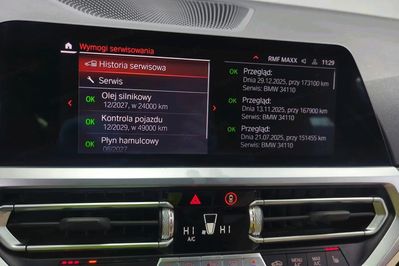 Wymogi serwisowania
RMF MAXX
11:29
Historia serwisowa
Serwis
OK Olej silnikowy
12/2027, w 24000 km
OK Kontrola pojazdu
12/2029, w 49000 km
OK Płyn hamulcowy
08/2027
OK Przegląd:
Dnia 29.12.2025, przy 173100 km
Serwis: BMW 34110
OK Przegląd:
Dnia 13.11.2025, przy 167900 km
Serwis: BMW 34110
OK Przegląd:
Dnia 21.07.2025, przy 151455 km
Serwis: BMW 34110
HI
HI
A/C
A/C
MAX